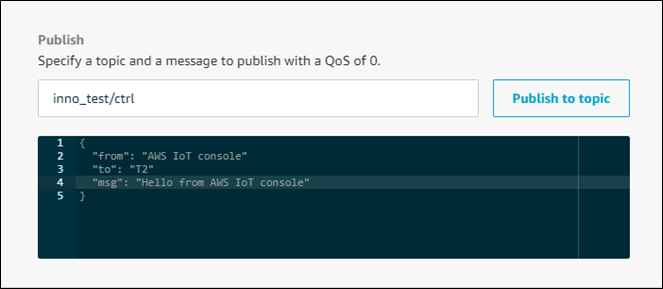 Publish
Specify a topic and a message to publish with a QoS of 0.
inno_test/ctrl
Publish to topic
1 {
2 "from": "AWS IoT console"
3 "to": "T2"
4 "msg": "Hello from AWS IoT console"
5 }